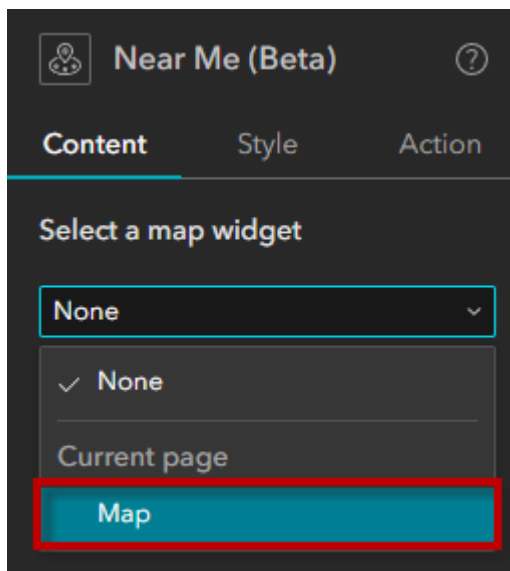 Near Me (Beta) ?
Content Style Action
Select a map widget
None
None
Current page
Map